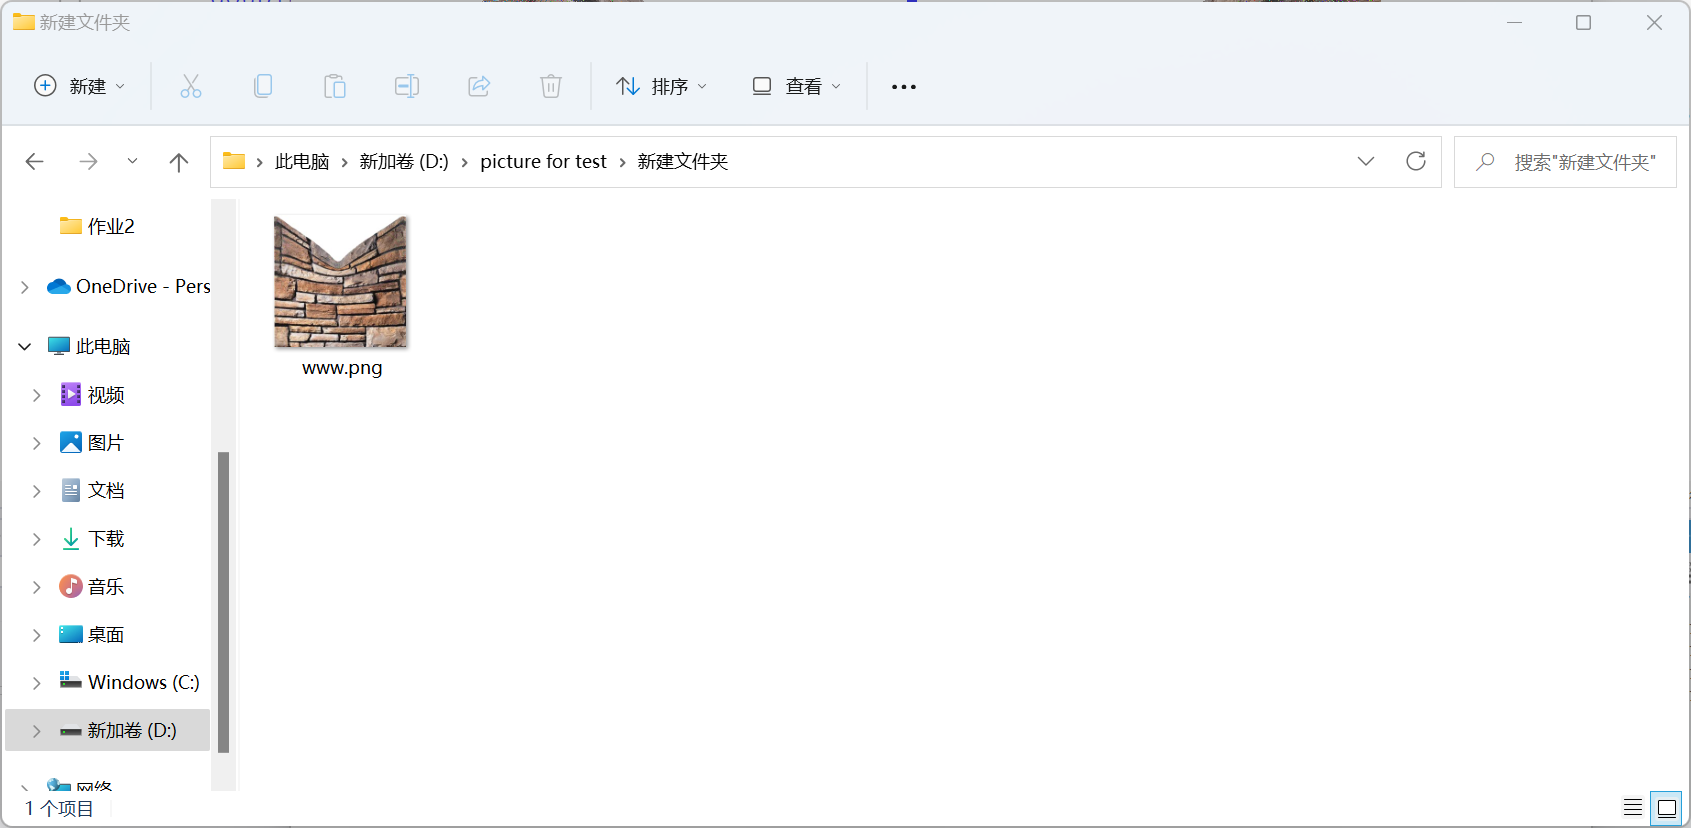 新建文件夹
新建 排序 查看
此电脑 新加卷 (D:) picture for test 新建文件夹 搜索"新建文件夹"
作业2
OneDrive - Pers
此电脑
视频
图片
文档
下载
音乐
桌面
Windows (C:)
新加卷 (D:)
网络
www.png
1 个项目